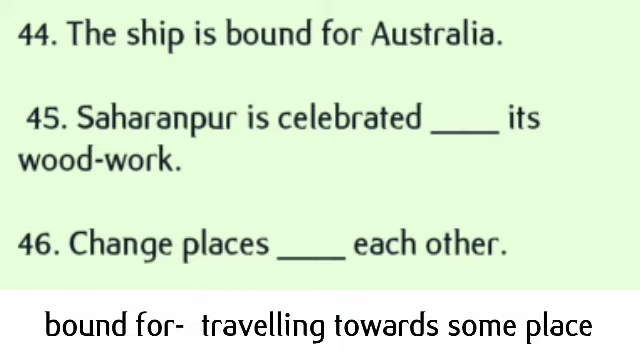 44. The ship is bound for Australia.
45. Saharanpur is celebrated ____ its
wood-work.
46. Change places ____ each other.
bound for- travelling towards some place